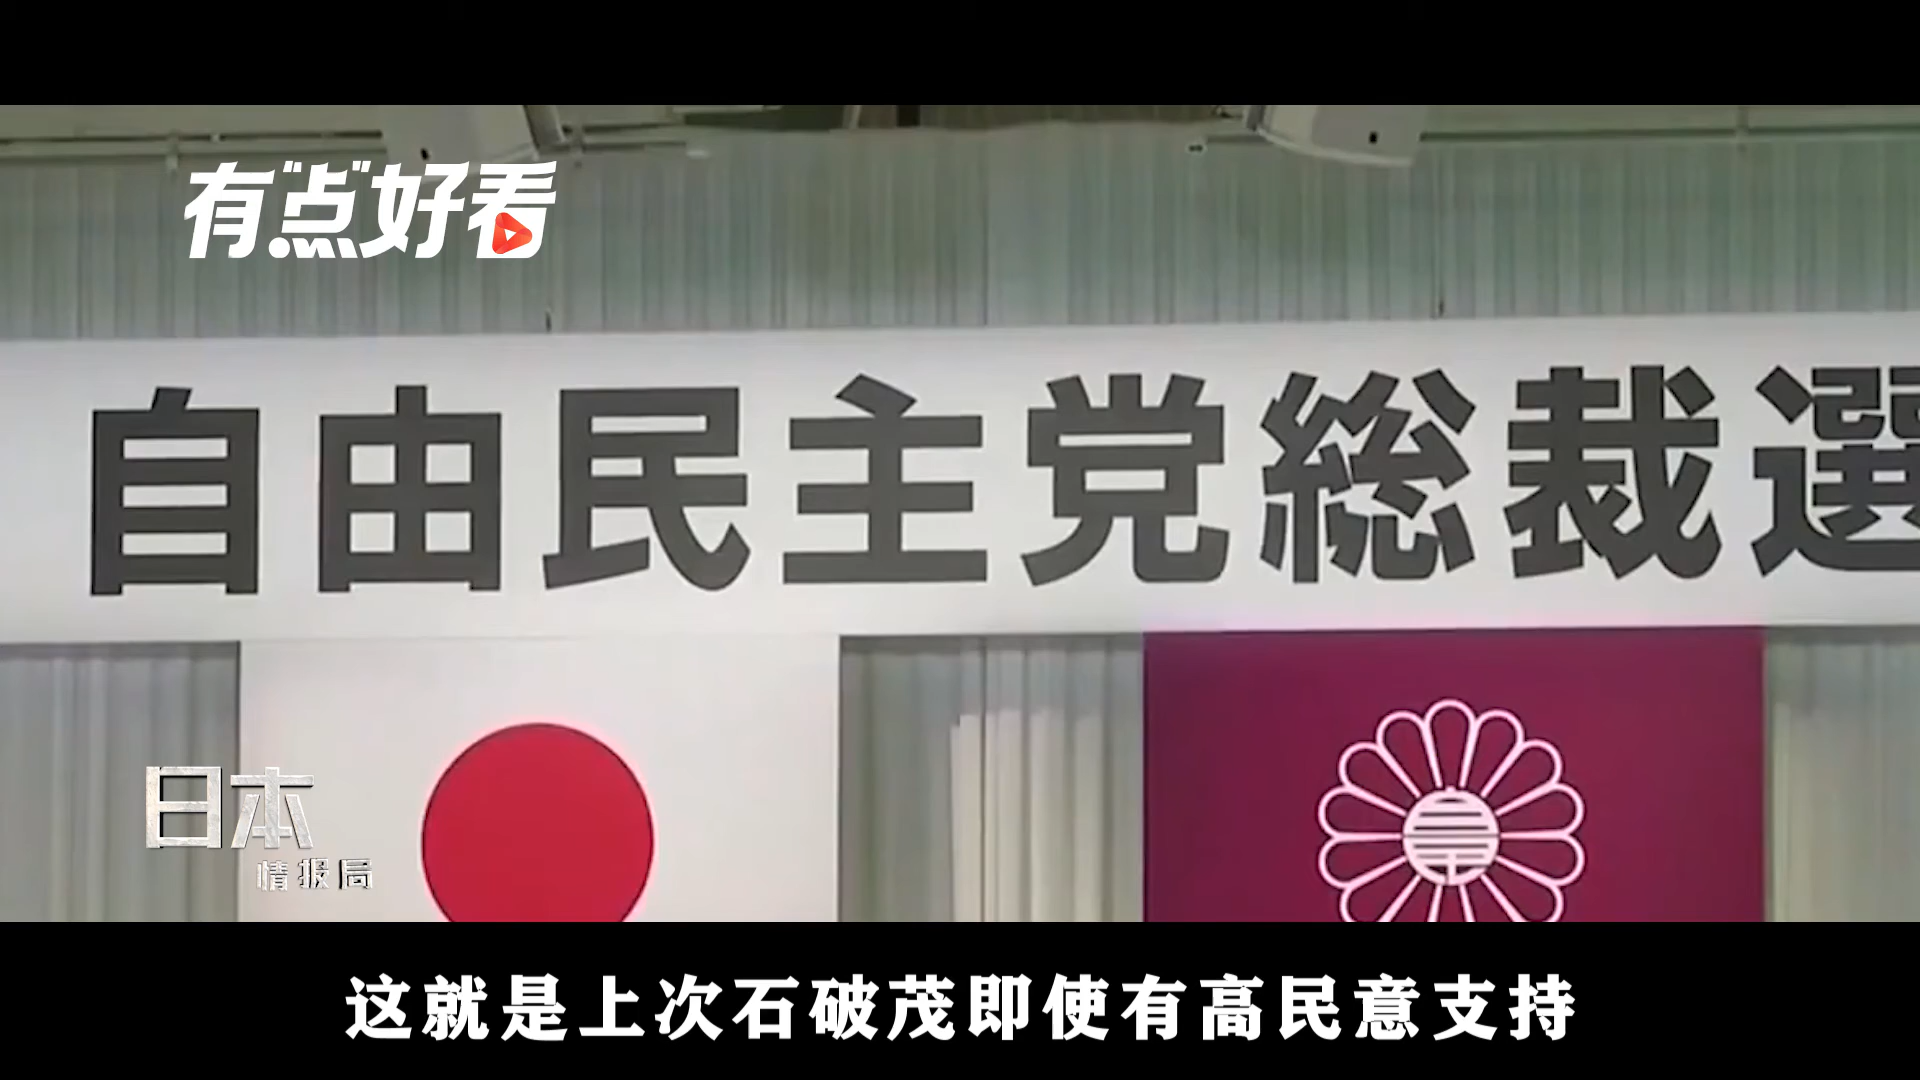 有"点"好看
自由民主党総裁選
日本
情报局
这就是上次石破茂即使有高民意支持